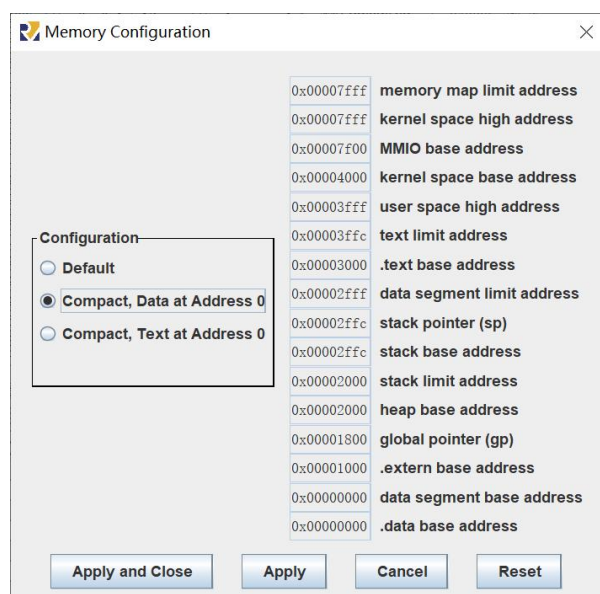 Memory Configuration
0x00007fff memory map limit address
0x00007fff kernel space high address
0x00007f00 MMIO base address
0x00004000 kernel space base address
0x00003fff user space high address
0x00003ffc text limit address
0x00003000 .text base address
0x00002fff data segment limit address
0x00002ffc stack pointer (sp)
0x00002ffc stack base address
0x00002000 stack limit address
0x00002000 heap base address
0x00001800 global pointer (gp)
0x00001000 .extern base address
0x00000000 data segment base address
0x00000000 .data base address
Configuration
Default
Compact, Data at Address 0
Compact, Text at Address 0
Apply and Close Apply Cancel Reset